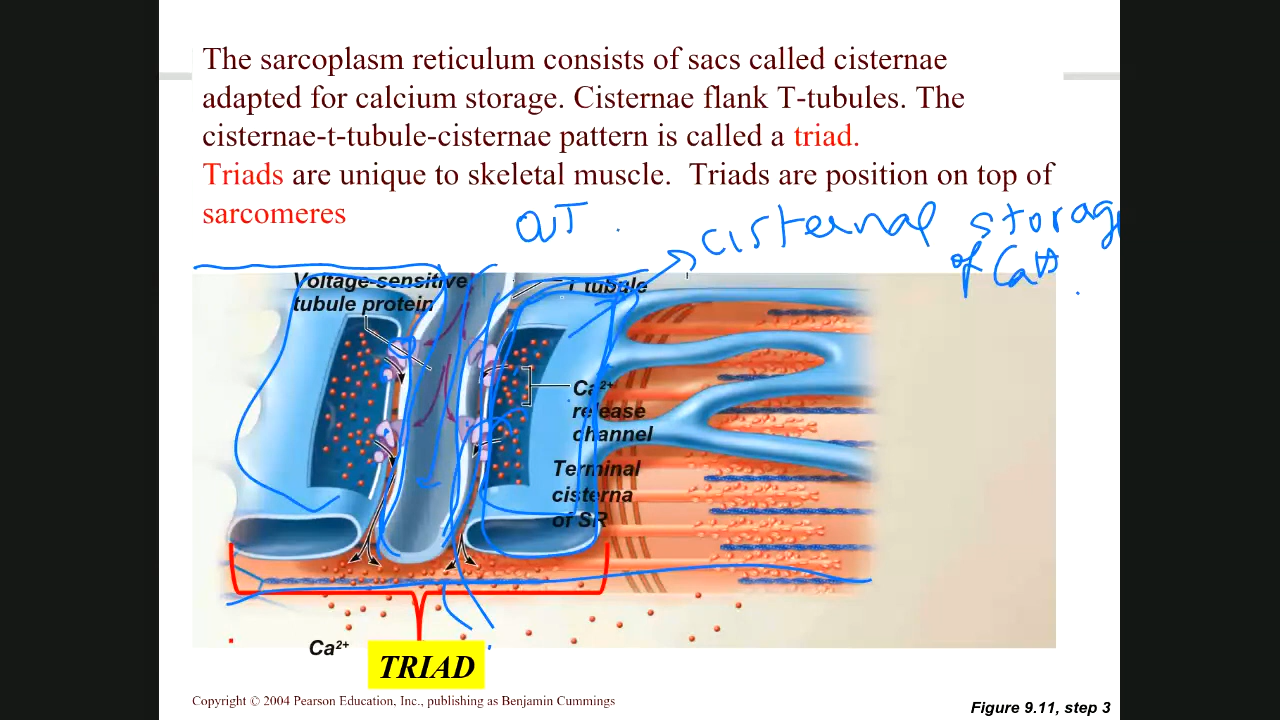 The sarcoplasm reticulum consists of sacs called cisternae
adapted for calcium storage. Cisternae flank T-tubules. The
cisternae-t-tubule-cisternae pattern is called a triad.
Triads are unique to skeletal muscle.  Triads are position on top of
sarcomeres
OUT .
cisternal storage
of Ca++
Voltage-sensitive
tubule protein
T tubule
Ca²⁺
release
channel
Terminal
cisterna
of SR
Ca²⁺
TRIAD
Copyright © 2004 Pearson Education, Inc., publishing as Benjamin Cummings
Figure 9.11, step 3